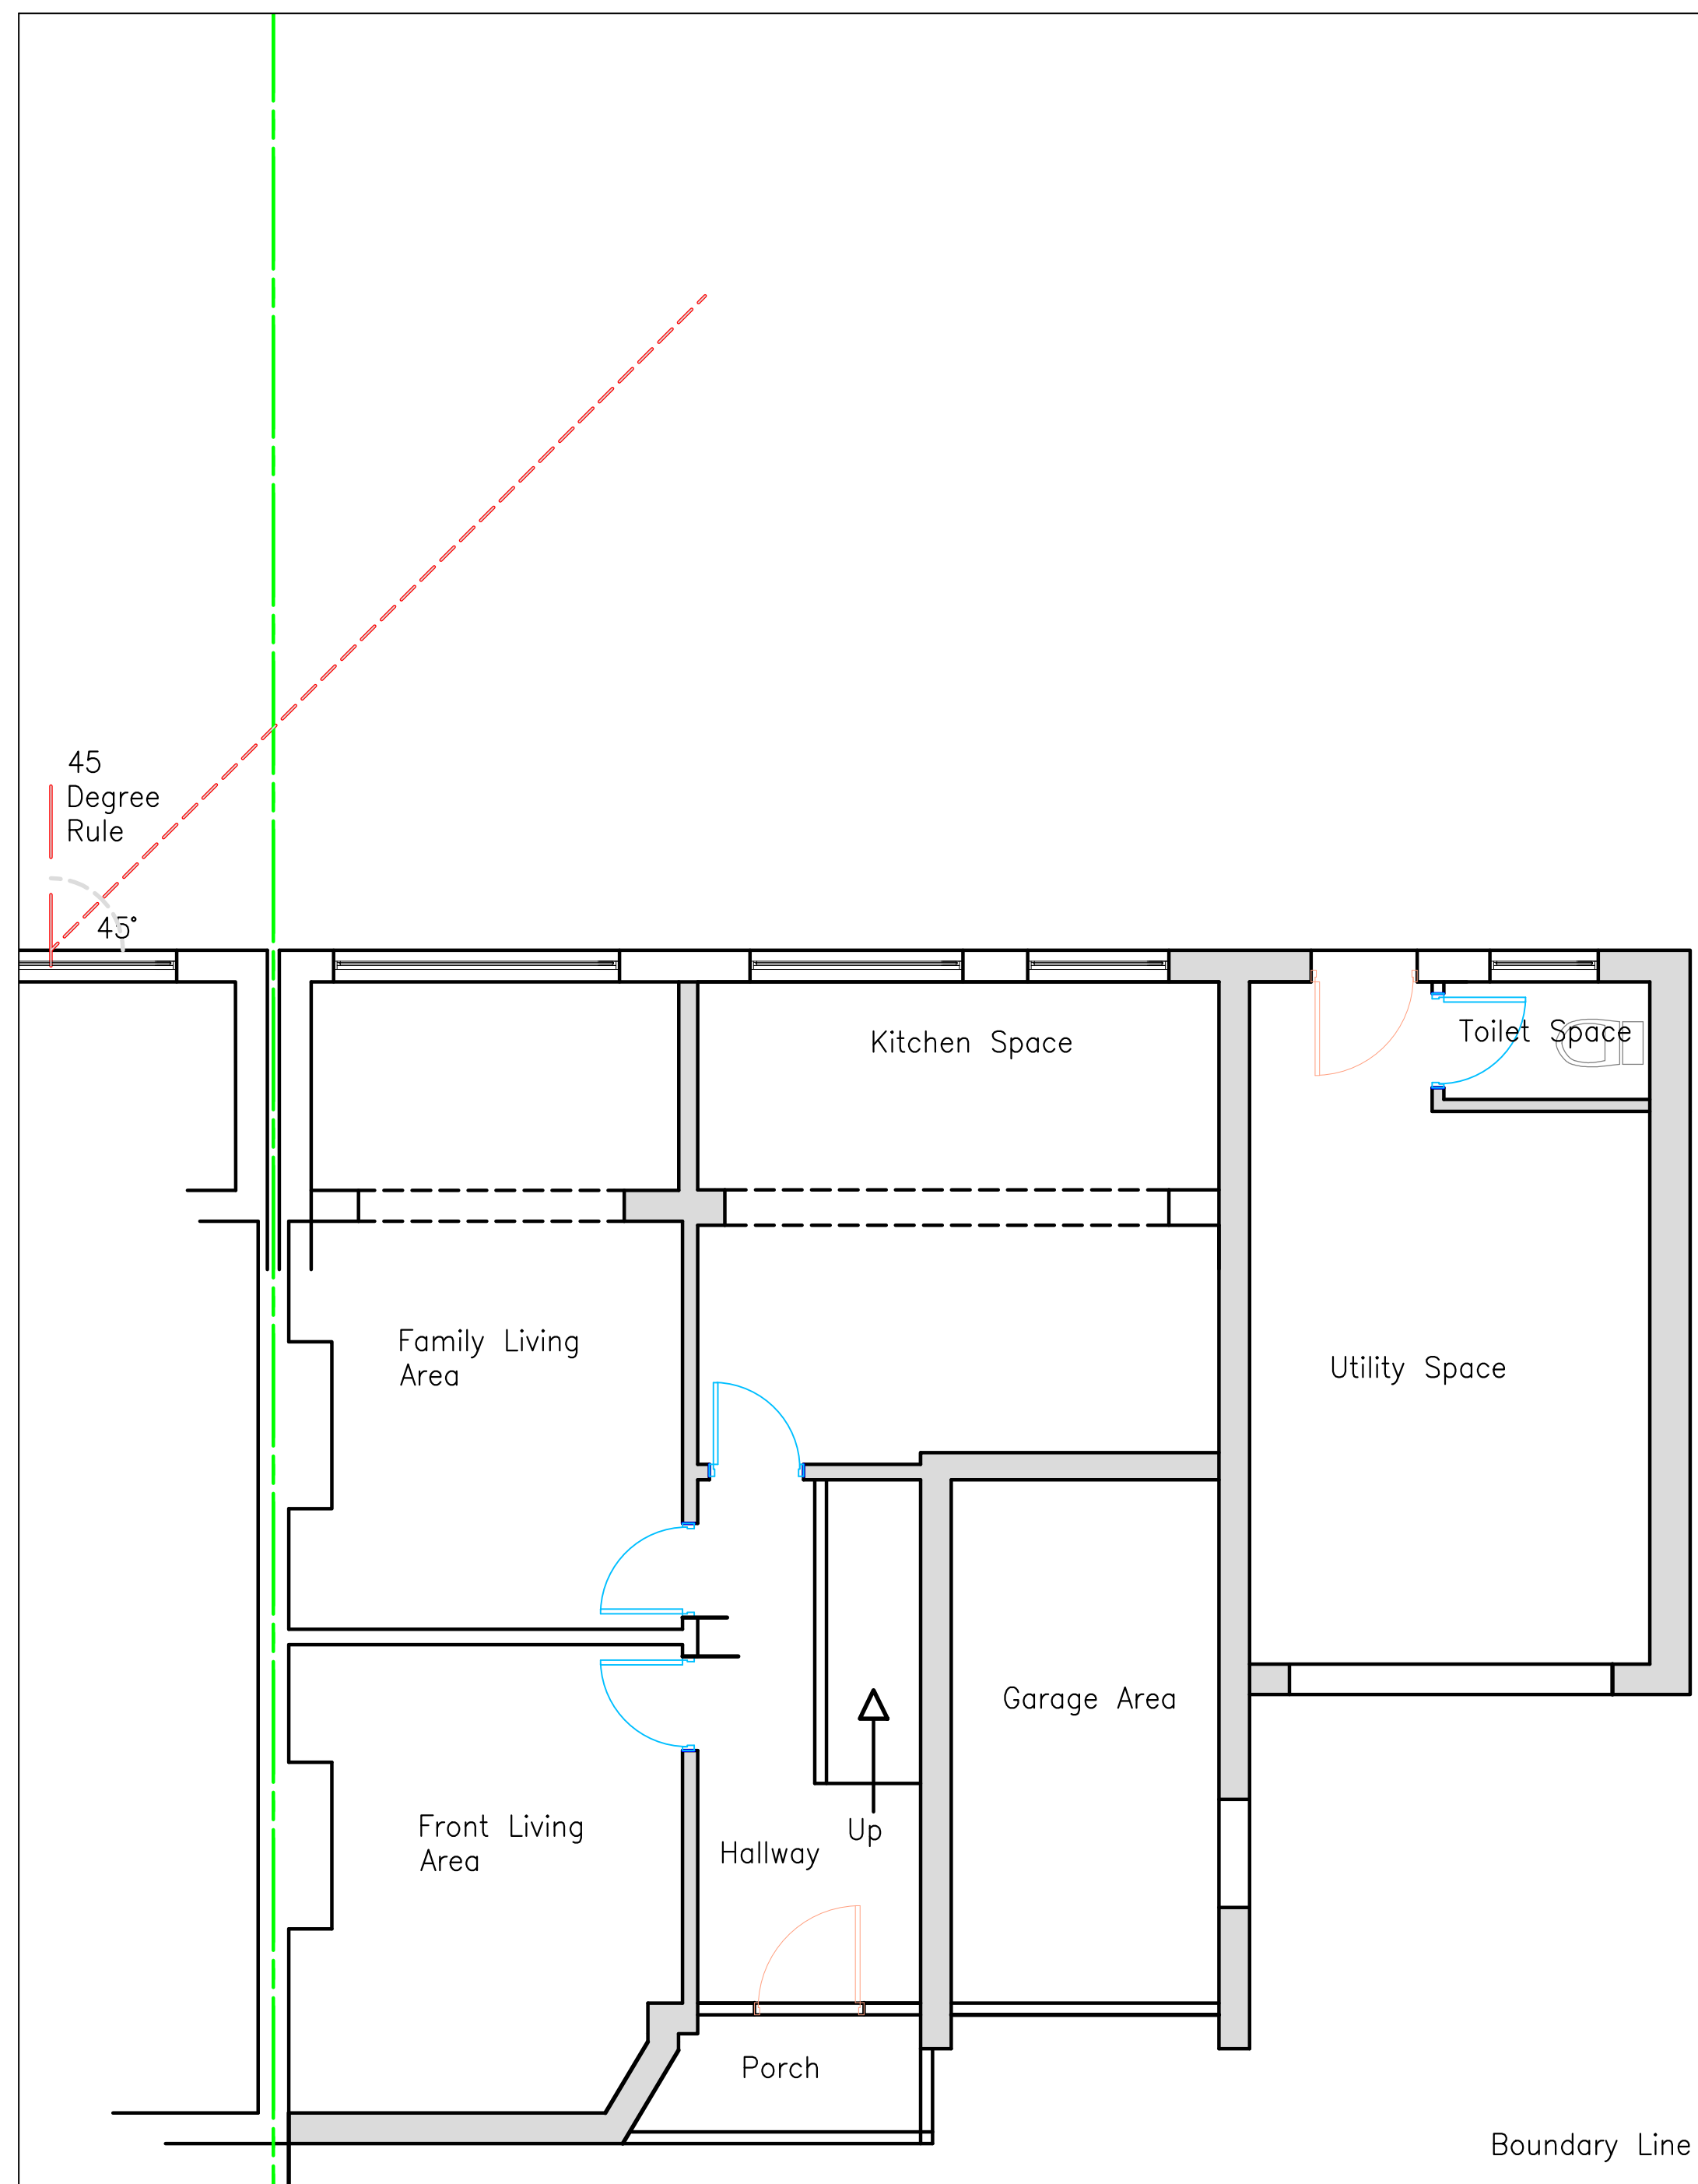 45
Degree
Rule
45°
Kitchen Space
Toilet Space
Family Living
Area
Utility Space
Garage Area
Front Living
Area
Up
Hallway
Porch
Boundary Line